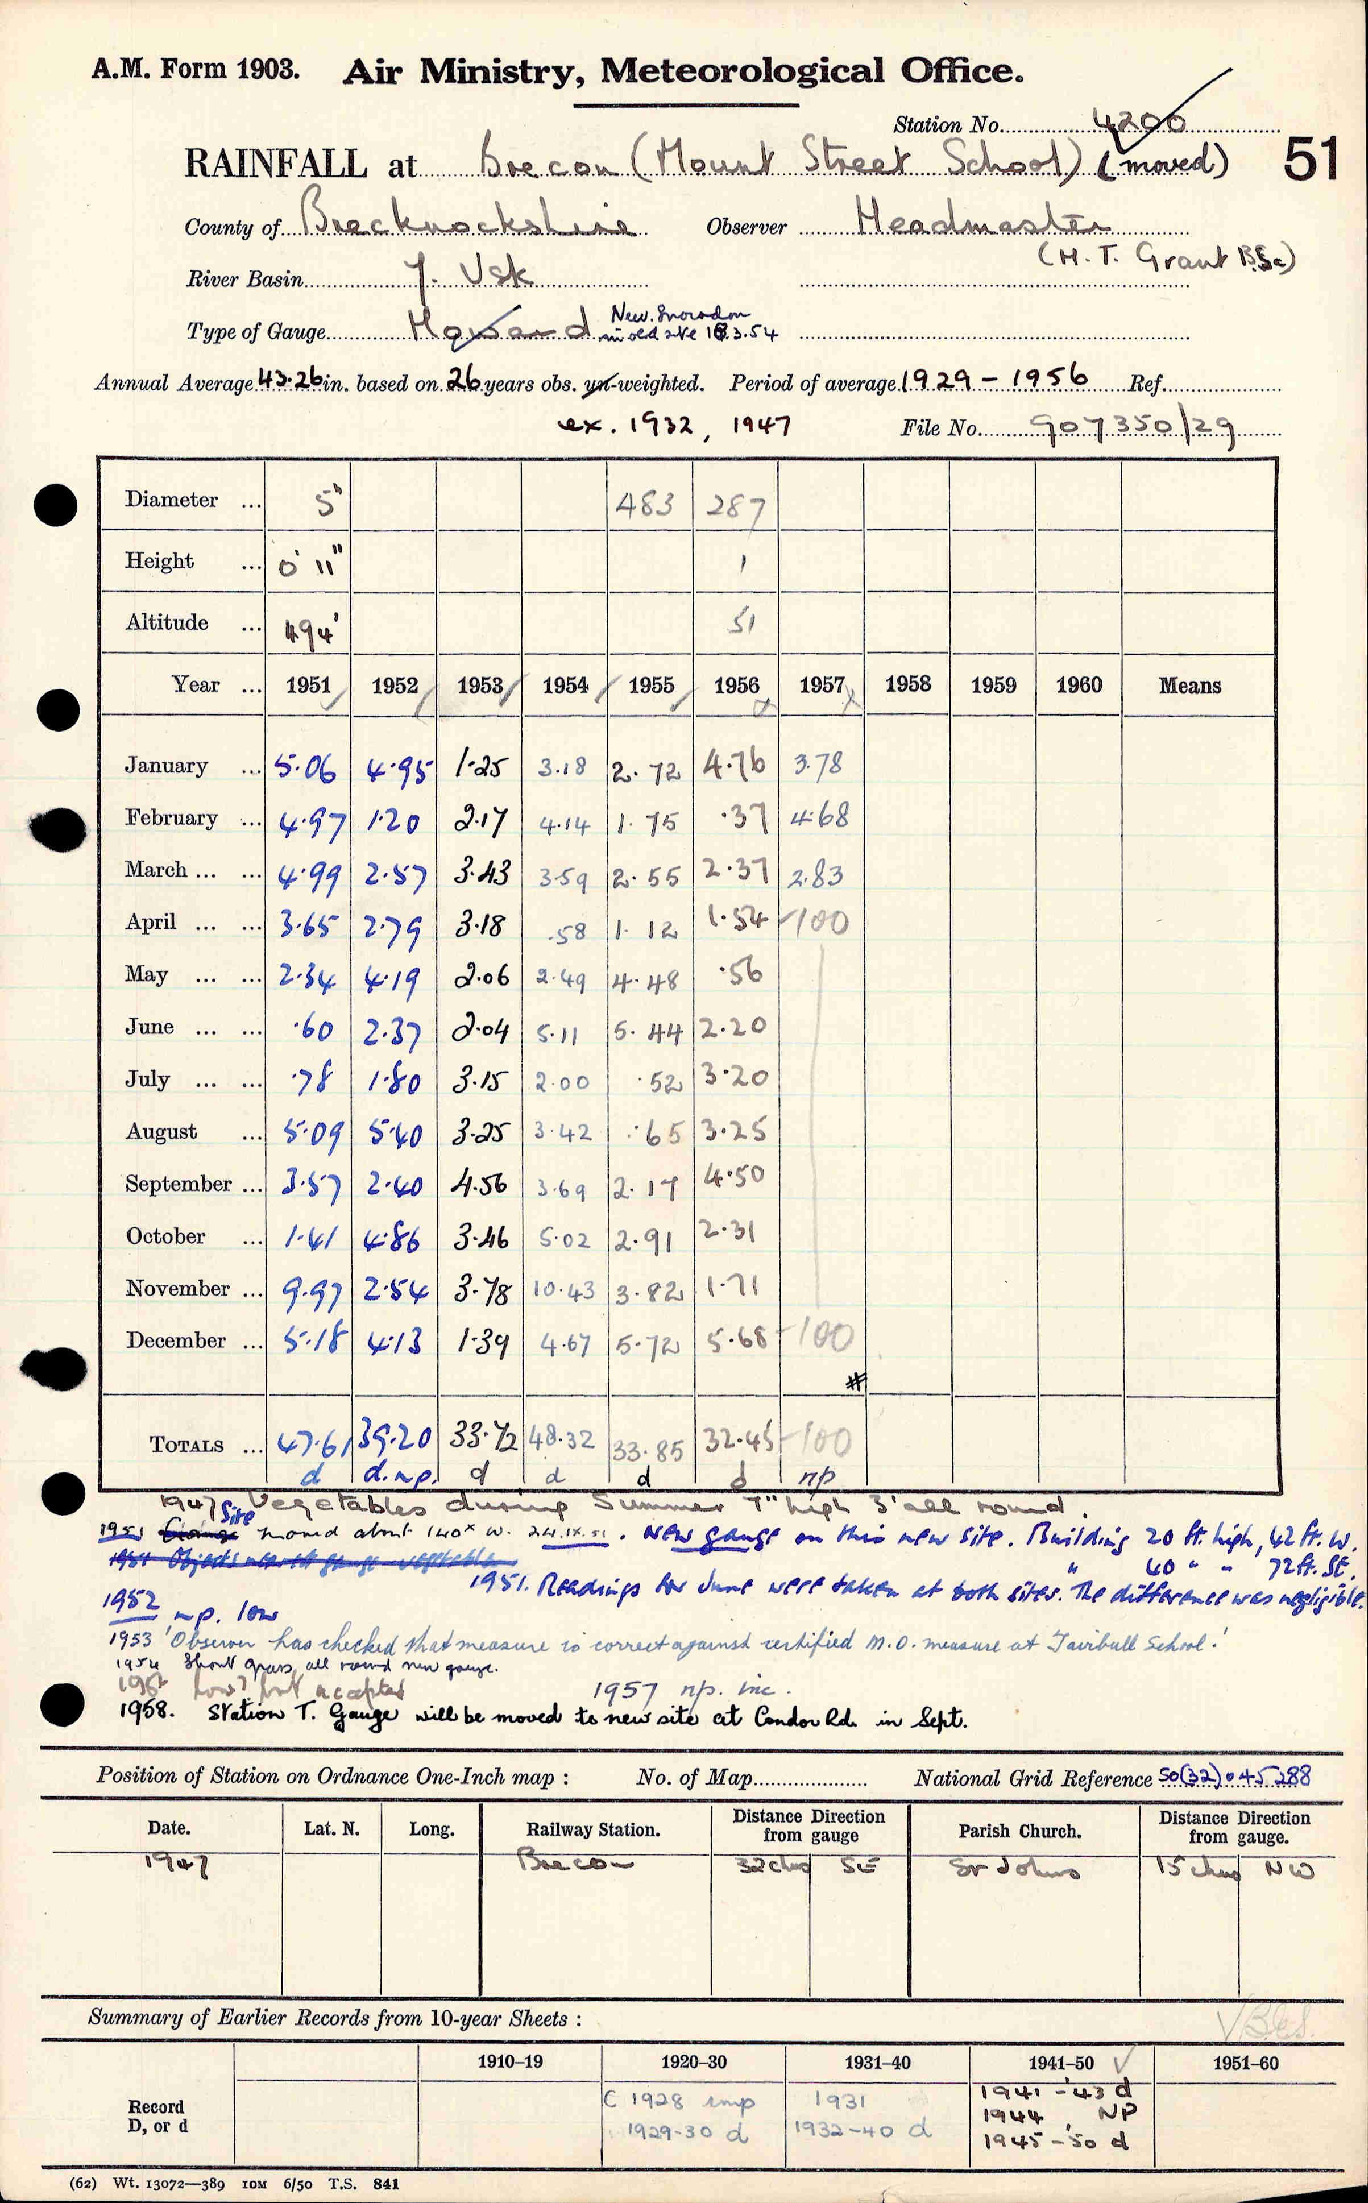 A.M. Form 1903. Air Ministry, Meteorological Office.
Station No. 4200
RAINFALL at Brecon (Mount Street School) (moved) 51
County of Brecknockshire Observer Headmaster
(H. T. Grant B.Sc)
River Basin Y. Usk
Type of Gauge Howard New Snowdon
in old site 18.3.54
Annual Average 43.26 in. based on 26 years obs. un-weighted. Period of average 1929 - 1956 Ref.
ex. 1932, 1947 File No. 907350/29
Diameter ... 5" 483 287
Height ... 0' 11" 1
Altitude ... 494' 51
Year ... 1951 1952 1953 1954 1955 1956 1957 1958 1959 1960 Means
January ... 5.06 4.95 1.25 3.18 2.72 4.76 3.78
February ... 4.97 1.20 2.17 4.14 1.75 .37 4.68
March ... ... 4.99 2.57 3.43 3.59 2.55 2.37 2.83
April ... ... 3.65 2.79 3.18 .58 1.12 1.54 -100
May ... ... 2.34 4.19 2.06 2.49 4.48 .56
June ... ... .60 2.37 2.04 5.11 5.44 2.20
July ... ... .78 1.80 3.15 2.00 .52 3.20
August ... 5.09 5.40 3.25 3.42 .65 3.25
September ... 3.57 2.40 4.56 3.69 2.17 4.50
October ... 1.41 4.86 3.46 5.02 2.91 2.31
November ... 9.97 2.54 3.78 10.43 3.82 1.71
December ... 5.18 4.13 1.39 4.67 5.72 5.68 -100
#
TOTALS ... 47.61 39.20 33.72 48.32 33.85 32.45 -100
d d.np. d d d d np
1947 Vegetables during Summer 7" high 3' all round.
1951 Gauge Site moved about 140x W. 24.IX.51. New gauge on this new site. Building 20 ft. high, 42 ft. W.
1951 Objects nearest gauge vegetable " 40 " " 72 ft. SE.
1951. Readings for June were taken at both sites. The difference was negligible.
1952 np. low
1953 'Observer has checked that measure is correct against certified M.O. measure at School.'
1954 Short grass all round new gauge.
low? but accepted 1957 np. inc.
1958. Station T. Gauge will be moved to new site at Cendor Rd. in Sept.
Position of Station on Ordnance One-Inch map : No. of Map National Grid Reference SO(32)045288
Date. Lat. N. Long. Railway Station. Distance Direction from gauge Parish Church. Distance Direction from gauge.
1947 Brecon 32 chns SE St Johns 15 chns NW
Summary of Earlier Records from 10-year Sheets :
1910-19 1920-30 1931-40 1941-50 1951-60
Record
D, or d
C 1928 imp 1931 1941-'43 d
1944, NP
1929-30 d 1932-40 d 1945-50 d
(62) Wt. 13072—389 10M 6/50 T.S. 841